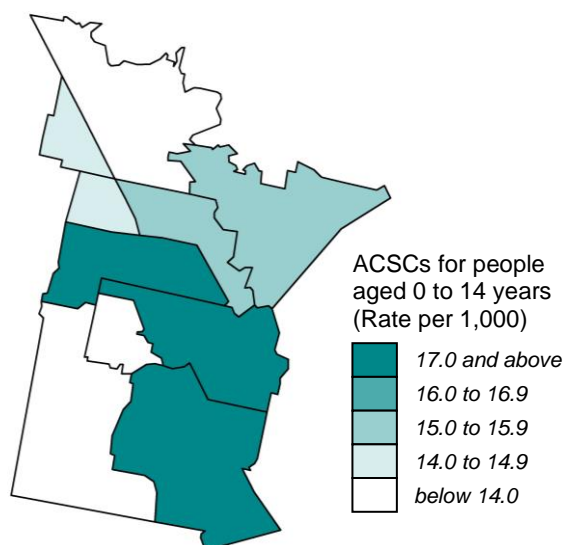 ACSCs for people
aged 0 to 14 years
(Rate per 1,000)
17.0 and above
16.0 to 16.9
15.0 to 15.9
14.0 to 14.9
below 14.0